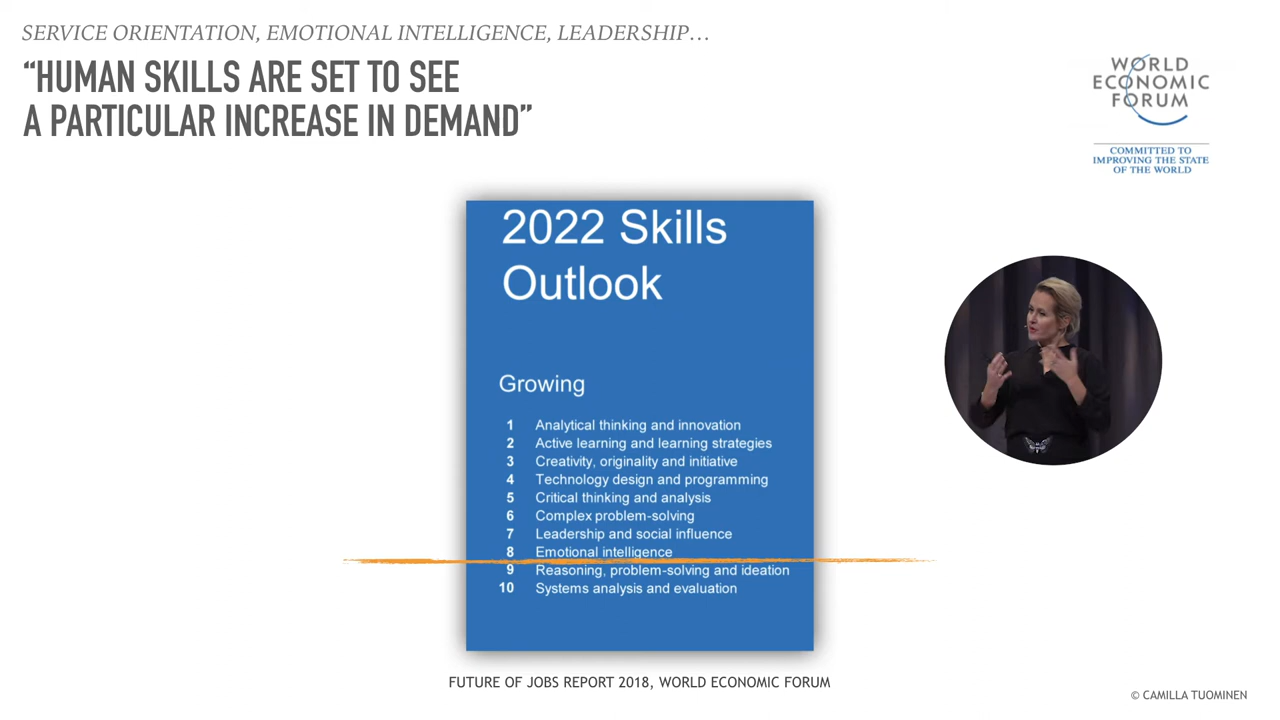 SERVICE ORIENTATION, EMOTIONAL INTELLIGENCE, LEADERSHIP…
“HUMAN SKILLS ARE SET TO SEE
A PARTICULAR INCREASE IN DEMAND”
WORLD
ECONOMIC
FORUM
COMMITTED TO
IMPROVING THE STATE
OF THE WORLD
2022 Skills
Outlook
Growing
1 Analytical thinking and innovation
2 Active learning and learning strategies
3 Creativity, originality and initiative
4 Technology design and programming
5 Critical thinking and analysis
6 Complex problem-solving
7 Leadership and social influence
8 Emotional intelligence
9 Reasoning, problem-solving and ideation
10 Systems analysis and evaluation
FUTURE OF JOBS REPORT 2018, WORLD ECONOMIC FORUM
© CAMILLA TUOMINEN